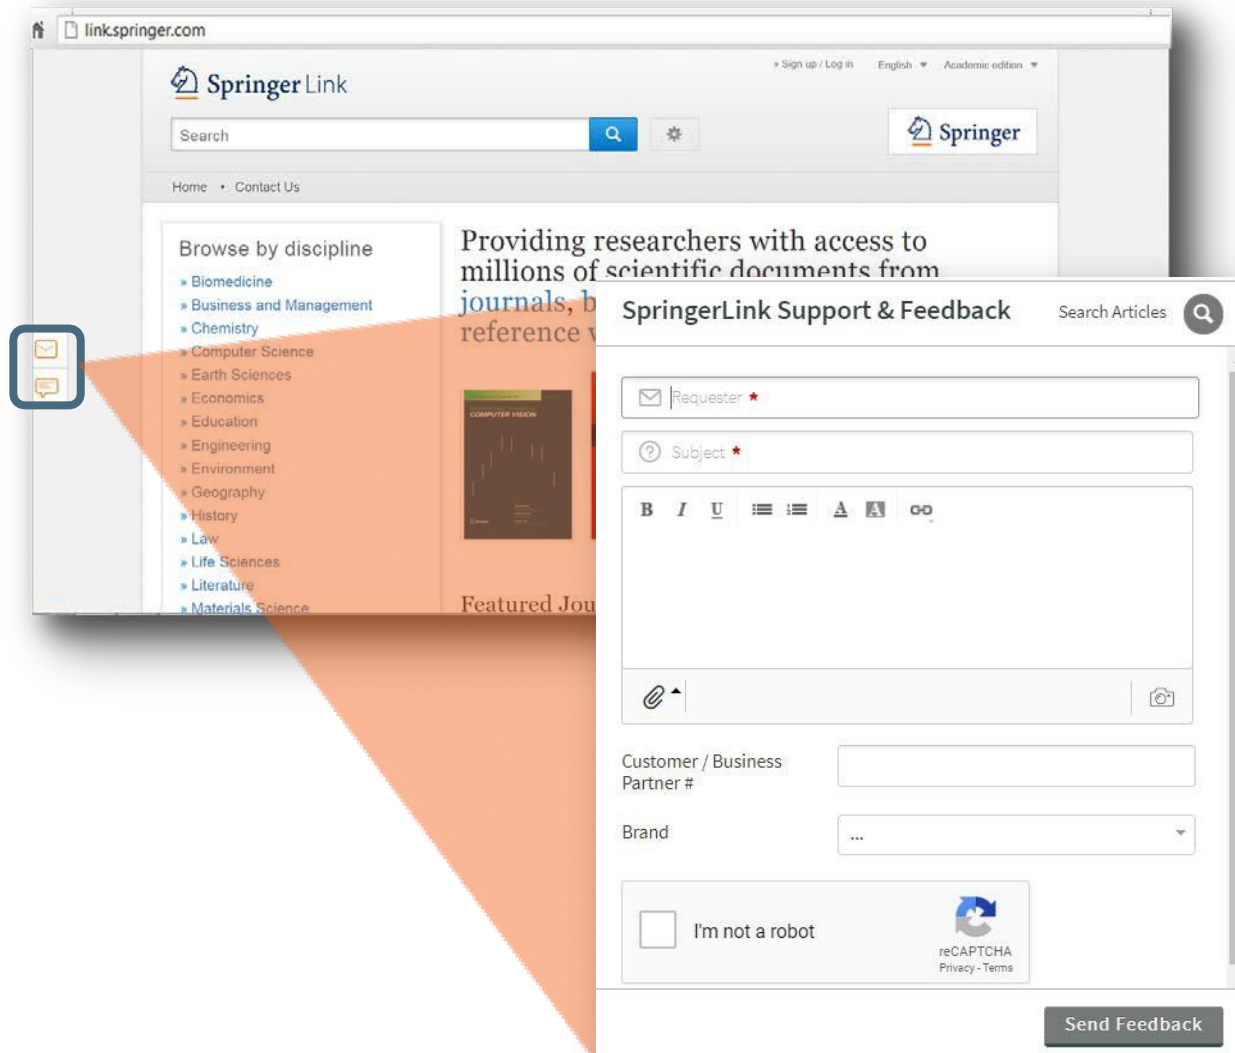 link.springer.com
» Sign up / Log in English Academic edition
Springer Link
Search
Springer
Home • Contact Us
Browse by discipline
» Biomedicine
» Business and Management
» Chemistry
» Computer Science
» Earth Sciences
» Economics
» Education
» Engineering
» Environment
» Geography
» History
» Law
» Life Sciences
» Literature
» Materials Science
Providing researchers with access to
millions of scientific documents from
journals, b
reference
COMPUTER VISION
Featured Jou
SpringerLink Support & Feedback Search Articles
Requester *
Subject *
B I U A A
Customer / Business
Partner #
Brand ...
I'm not a robot
reCAPTCHA
Privacy - Terms
Send Feedback